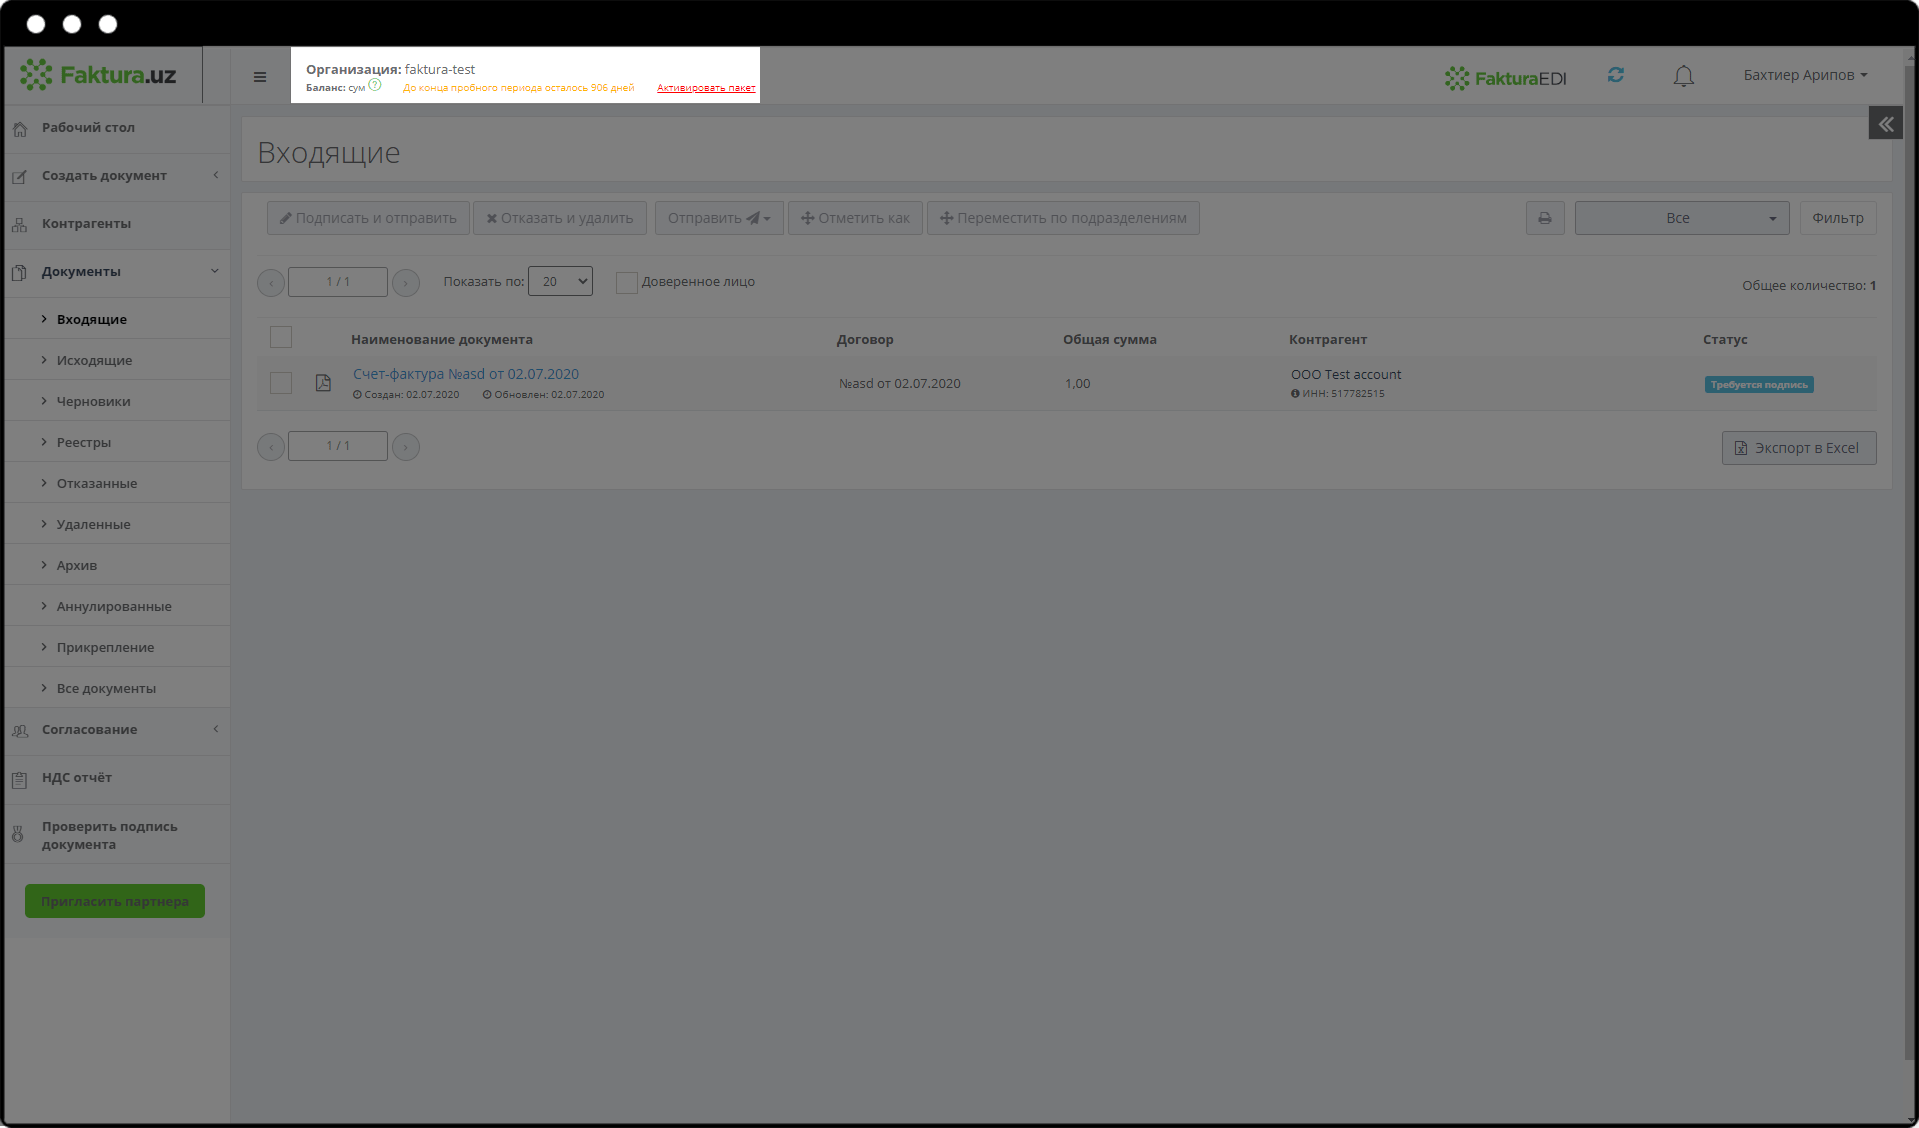 Faktura.uz
Организация: faktura-test
Баланс: сум ?
До конца пробного периода осталось 906 дней
Активировать пакет
FakturaEDI
Бахтиер Арипов
Рабочий стол
Создать документ
Контрагенты
Документы
Входящие
Исходящие
Черновики
Реестры
Отказанные
Удаленные
Архив
Аннулированные
Прикрепление
Все документы
Согласование
НДС отчёт
Проверить подпись
документа
Пригласить партнера
Входящие
Подписать и отправить
Отказать и удалить
Отправить
Отметить как
Переместить по подразделениям
Все
Фильтр
1 / 1
Показать по: 20
Доверенное лицо
Общее количество: 1
Наименование документа
Договор
Общая сумма
Контрагент
Статус
Счет-фактура №asd от 02.07.2020
Создан: 02.07.2020
Обновлен: 02.07.2020
№asd от 02.07.2020
1,00
ООО Test account
ИНН: 517782515
Требуется подпись
1 / 1
Экспорт в Excel